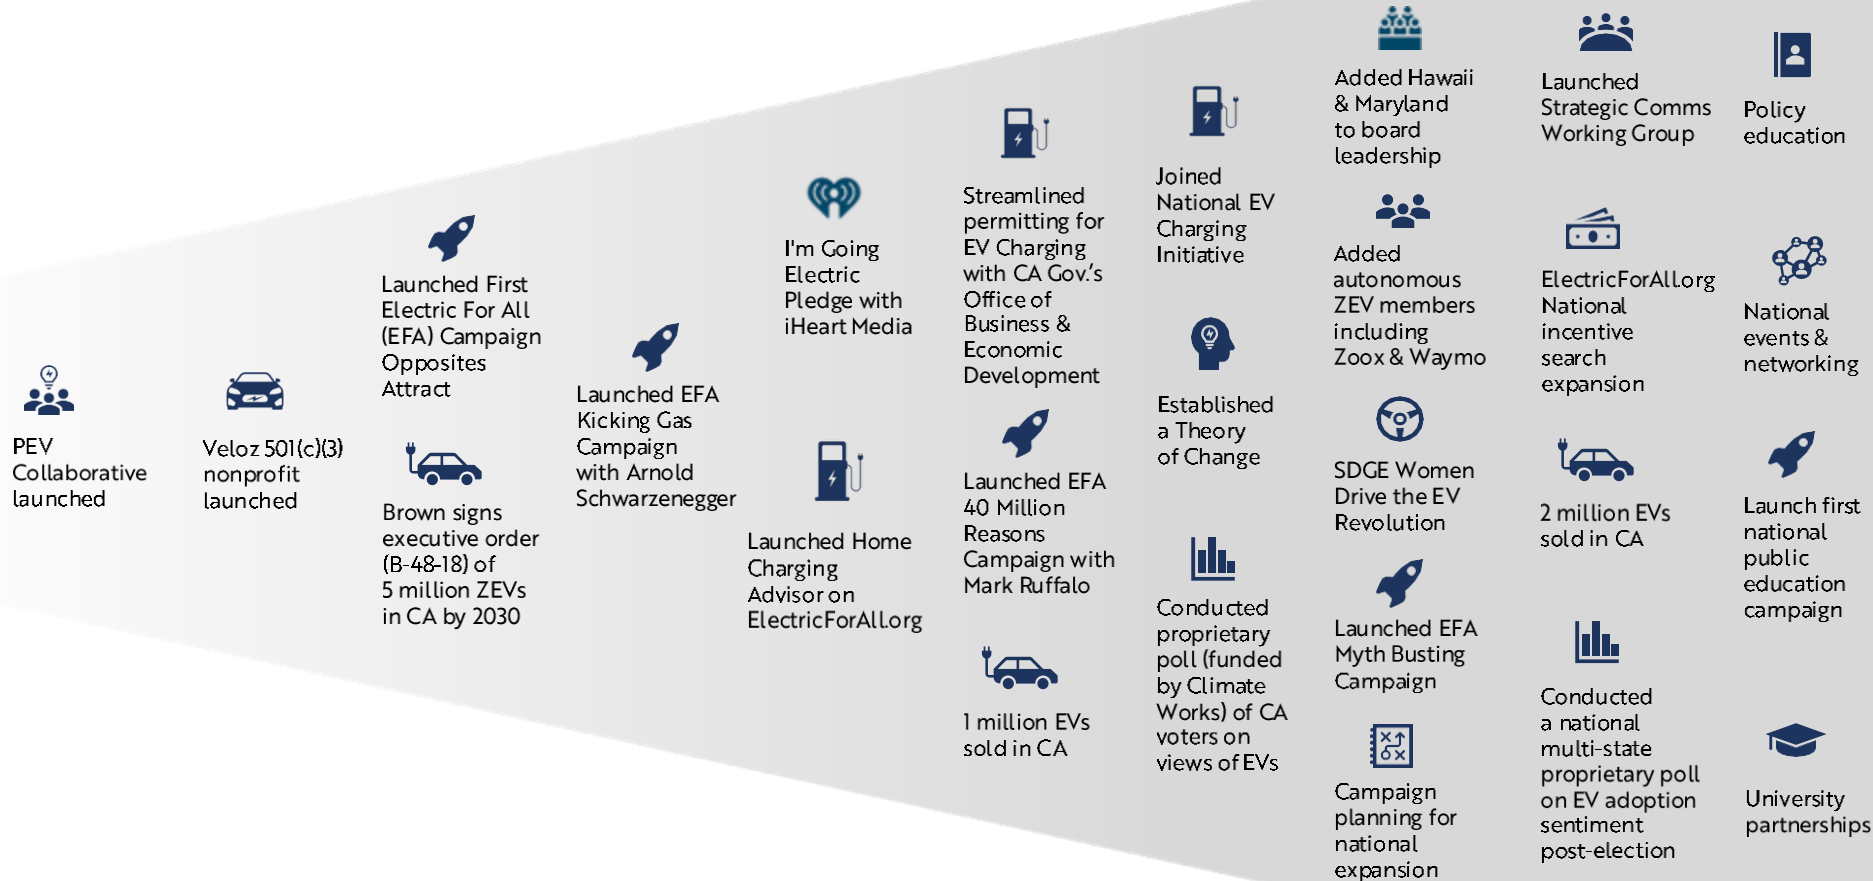 PEV
Collaborative
launched
Veloz 501(c)(3)
nonprofit
launched
Launched First
Electric For All
(EFA) Campaign
Opposites
Attract
Brown signs
executive order
(B-48-18) of
5 million ZEVs
in CA by 2030
Launched EFA
Kicking Gas
Campaign
with Arnold
Schwarzenegger
I'm Going
Electric
Pledge with
iHeart Media
Launched Home
Charging
Advisor on
ElectricForAll.org
Streamlined
permitting for
EV Charging
with CA Gov.'s
Office of
Business &
Economic
Development
Launched EFA
40 Million
Reasons
Campaign with
Mark Ruffalo
1 million EVs
sold in CA
Joined
National EV
Charging
Initiative
Established
a Theory
of Change
Conducted
proprietary
poll (funded
by Climate
Works) of CA
voters on
views of EVs
Added Hawaii
& Maryland
to board
leadership
Added
autonomous
ZEV members
including
Zoox & Waymo
SDGE Women
Drive the EV
Revolution
Launched EFA
Myth Busting
Campaign
Campaign
planning for
national
expansion
Launched
Strategic Comms
Working Group
ElectricForAll.org
National
incentive
search
expansion
2 million EVs
sold in CA
Conducted
a national
multi-state
proprietary poll
on EV adoption
sentiment
post-election
Policy
education
National
events &
networking
Launch first
national
public
education
campaign
University
partnerships